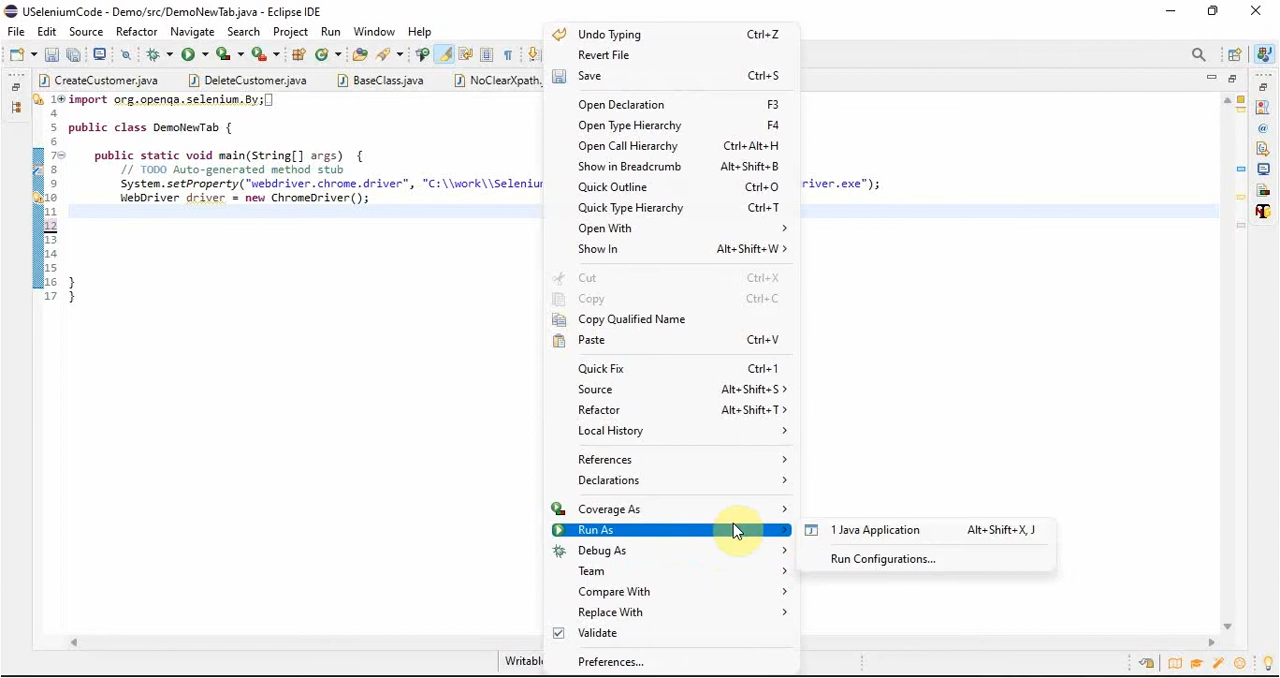 USeleniumCode - Demo/src/DemoNewTab.java - Eclipse IDE
File Edit Source Refactor Navigate Search Project Run Window Help
CreateCustomer.java DeleteCustomer.java BaseClass.java NoClearXpath.
1 import org.openqa.selenium.By;
4
5 public class DemoNewTab {
6
7 public static void main(String[] args) {
8 // TODO Auto-generated method stub
9 System.setProperty("webdriver.chrome.driver", "C:\\work\\Seleniu river.exe");
10 WebDriver driver = new ChromeDriver();
11
12
13
14
15
16 }
17 }
Writable
Undo Typing Ctrl+Z
Revert File
Save Ctrl+S
Open Declaration F3
Open Type Hierarchy F4
Open Call Hierarchy Ctrl+Alt+H
Show in Breadcrumb Alt+Shift+B
Quick Outline Ctrl+O
Quick Type Hierarchy Ctrl+T
Open With
Show In Alt+Shift+W
Cut Ctrl+X
Copy Ctrl+C
Copy Qualified Name
Paste Ctrl+V
Quick Fix Ctrl+1
Source Alt+Shift+S
Refactor Alt+Shift+T
Local History
References
Declarations
Coverage As
Run As
Debug As
Team
Compare With
Replace With
Validate
Preferences...
1 Java Application Alt+Shift+X, J
Run Configurations...